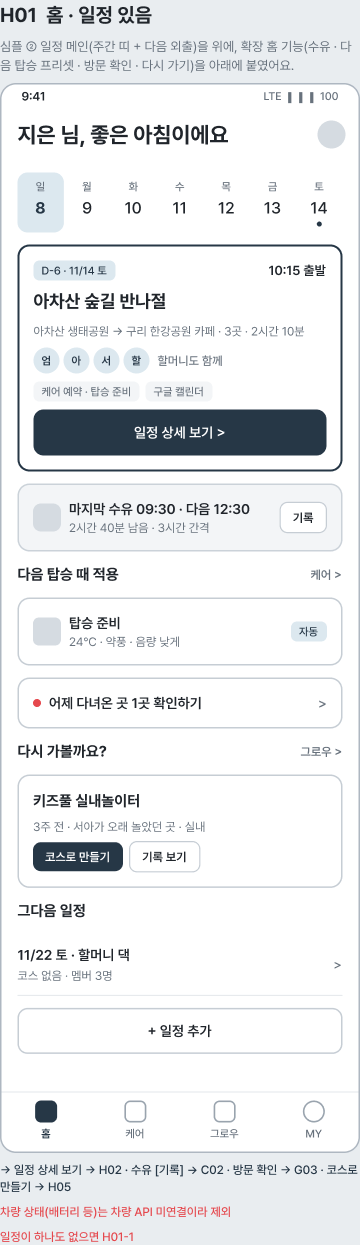 H01 홈 · 일정 있음
심플 ② 일정 메인(주간 띠 + 다음 외출)을 위에, 확장 홈 기능(수유 · 다
음 탑승 프리셋 · 방문 확인 · 다시 가기)을 아래에 붙였어요.
9:41 LTE ▌▐ ▐ 100
지은 님, 좋은 아침이에요
일 월 화 수 목 금 토
8 9 10 11 12 13 14
D-6 · 11/14 토 10:15 출발
아차산 숲길 반나절
아차산 생태공원 → 구리 한강공원 카페 · 3곳 · 2시간 10분
엄 아 서 할 할머니도 함께
케어 예약 · 탑승 준비 구글 캘린더
일정 상세 보기 >
마지막 수유 09:30 · 다음 12:30 기록
2시간 40분 남음 · 3시간 간격
다음 탑승 때 적용 케어 >
탑승 준비 자동
24°C · 약풍 · 음량 낮게
어제 다녀온 곳 1곳 확인하기 >
다시 가볼까요? 그로우 >
키즈풀 실내놀이터
3주 전 · 서아가 오래 놀았던 곳 · 실내
코스로 만들기 기록 보기
그다음 일정
11/22 토 · 할머니 댁 >
코스 없음 · 멤버 3명
+ 일정 추가
홈 케어 그로우 MY
→ 일정 상세 보기 → H02 · 수유 [기록] → C02 · 방문 확인 → G03 · 코스로
만들기 → H05
차량 상태(배터리 등)는 차량 API 미연결이라 제외
일정이 하나도 없으면 H01-1